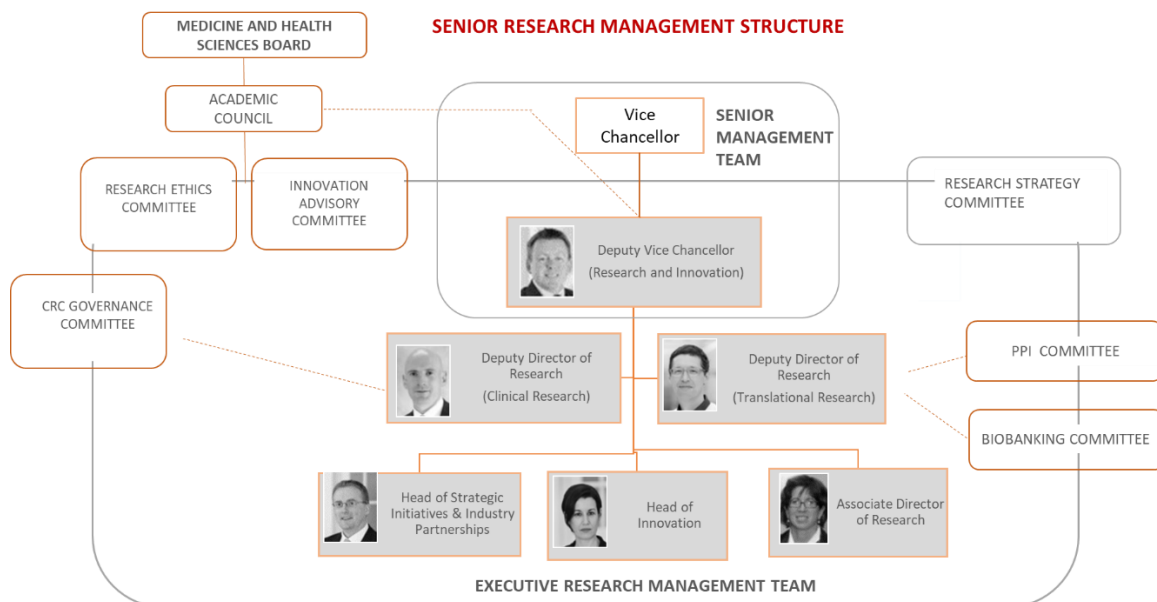 MEDICINE AND HEALTH
SCIENCES BOARD
SENIOR RESEARCH MANAGEMENT STRUCTURE
ACADEMIC
COUNCIL
Vice
Chancellor
SENIOR
MANAGEMENT
TEAM
RESEARCH ETHICS
COMMITTEE
INNOVATION
ADVISORY
COMMITTEE
RESEARCH STRATEGY
COMMITTEE
Deputy Vice Chancellor
(Research and Innovation)
CRC GOVERNANCE
COMMITTEE
Deputy Director of
Research
(Clinical Research)
Deputy Director of
Research
(Translational Research)
PPI COMMITTEE
BIOBANKING COMMITTEE
Head of Strategic
Initiatives & Industry
Partnerships
Head of
Innovation
Associate Director
of Research
EXECUTIVE RESEARCH MANAGEMENT TEAM